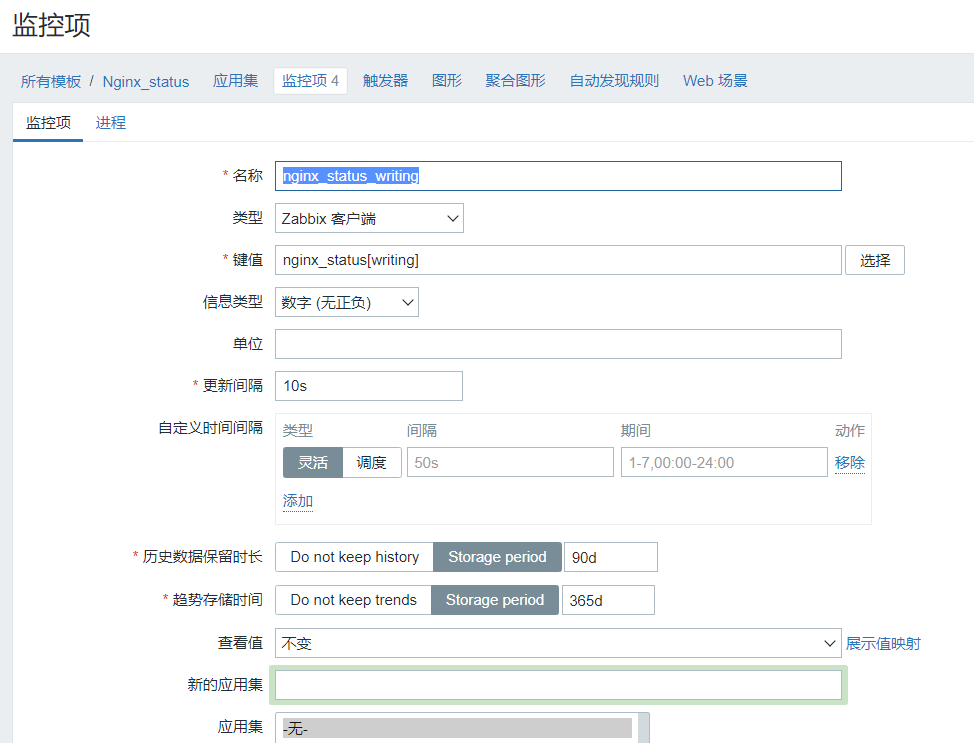 监控项
所有模板 / Nginx_status 应用集 监控项 4 触发器 图形 聚合图形 自动发现规则 Web 场景
监控项 进程
* 名称 nginx_status_writing
类型 Zabbix 客户端
* 键值 nginx_status[writing] 选择
信息类型 数字 (无正负)
单位
* 更新间隔 10s
自定义时间间隔 类型 间隔 期间 动作
灵活 调度 50s 1-7,00:00-24:00 移除
添加
* 历史数据保留时长 Do not keep history Storage period 90d
* 趋势存储时间 Do not keep trends Storage period 365d
查看值 不变 展示值映射
新的应用集
应用集 -无-